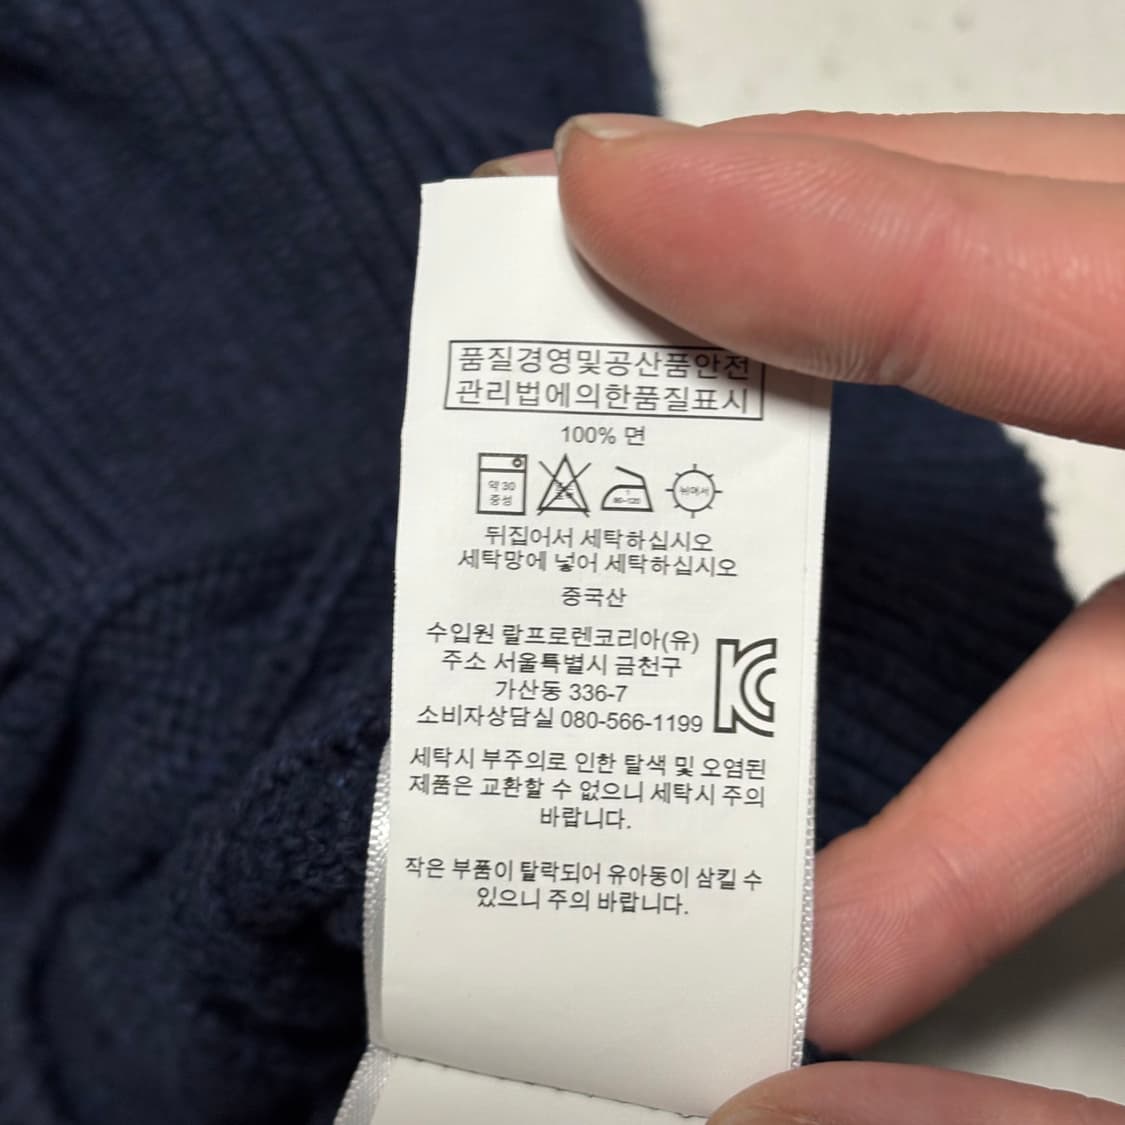 품질경영및공산품안전
관리법에의한품질표시
100% 면
약 30
중성
1
80~120
뉘어서
뒤집어서 세탁하십시오
세탁망에 넣어 세탁하십시오
중국산
수입원 랄프로렌코리아(유)
주소 서울특별시 금천구
가산동 336-7
소비자상담실 080-566-1199
세탁시 부주의로 인한 탈색 및 오염된
제품은 교환할 수 없으니 세탁시 주의
바랍니다.
작은 부품이 탈락되어 유아동이 삼킬 수
있으니 주의 바랍니다.